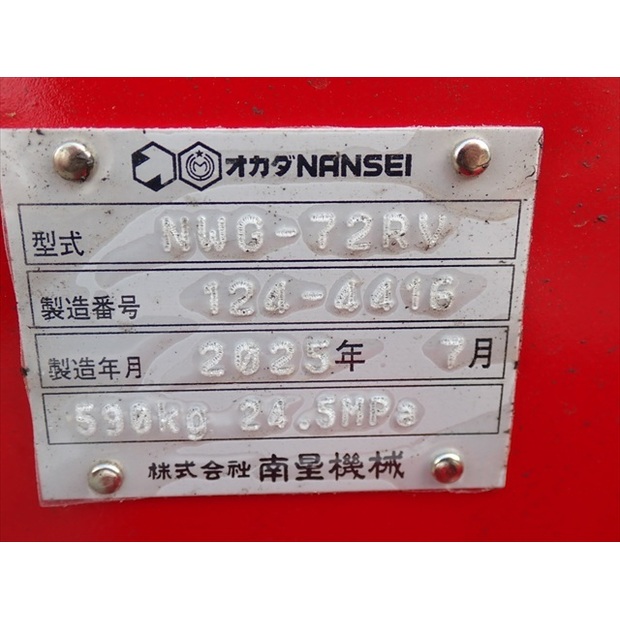 オカダNANSEI
型式 NWG-72RV
製造番号 124-4416
製造年月 2025年 7月
590kg 24.5MPa
株式会社 南星機械